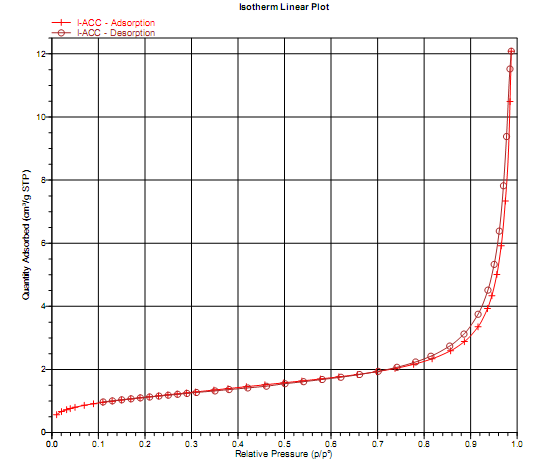 Isotherm Linear Plot
I-ACC - Adsorption
I-ACC - Desorption
Quantity Adsorbed (cm³/g STP)
12
10
8
6
4
2
0
0.0 0.1 0.2 0.3 0.4 0.5 0.6 0.7 0.8 0.9 1.0
Relative Pressure (p/p°)